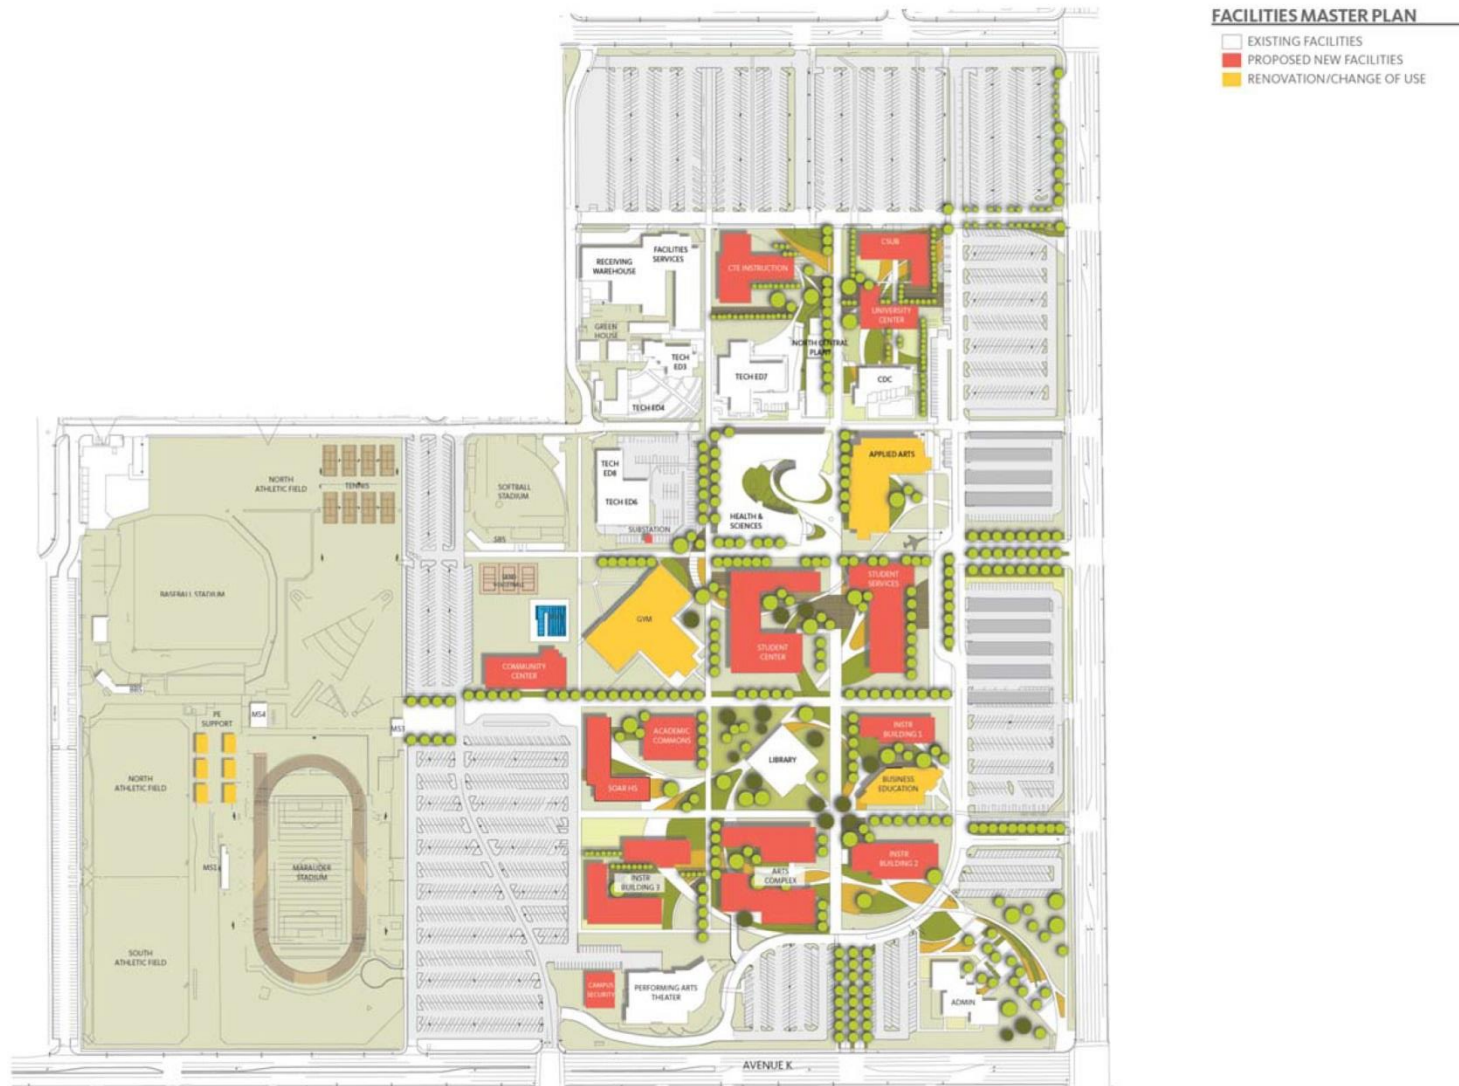 FACILITIES MASTER PLAN
EXISTING FACILITIES
PROPOSED NEW FACILITIES
RENOVATION/CHANGE OF USE
FACILITIES
SERVICES
RECEIVING
WAREHOUSE
CTE INSTRUCTION
CSUB
UNIVERSITY
CENTER
GREEN
HOUSE
NORTH CENTRAL
PLANT
TECH
ED3
TECH ED7
CDC
TECH ED4
NORTH
ATHLETIC FIELD
TENNIS
SOFTBALL
STADIUM
TECH
ED8
TECH ED6
SUBSTATION
HEALTH &
SCIENCES
APPLIED ARTS
SBS
BASEBALL STADIUM
GYM
STUDENT
SERVICES
STUDENT
CENTER
COMMUNITY
CENTER
BBS
PE
SUPPORT
MS4
MS3
ACADEMIC
COMMONS
SOAR HS
LIBRARY
INSTR
BUILDING 1
BUSINESS
EDUCATION
NORTH
ATHLETIC FIELD
MARAUDER
STADIUM
INSTR
BUILDING 3
ARTS
COMPLEX
INSTR
BUILDING 2
SOUTH
ATHLETIC FIELD
CAMPUS
SECURITY
PERFORMING ARTS
THEATER
ADMIN
AVENUE K